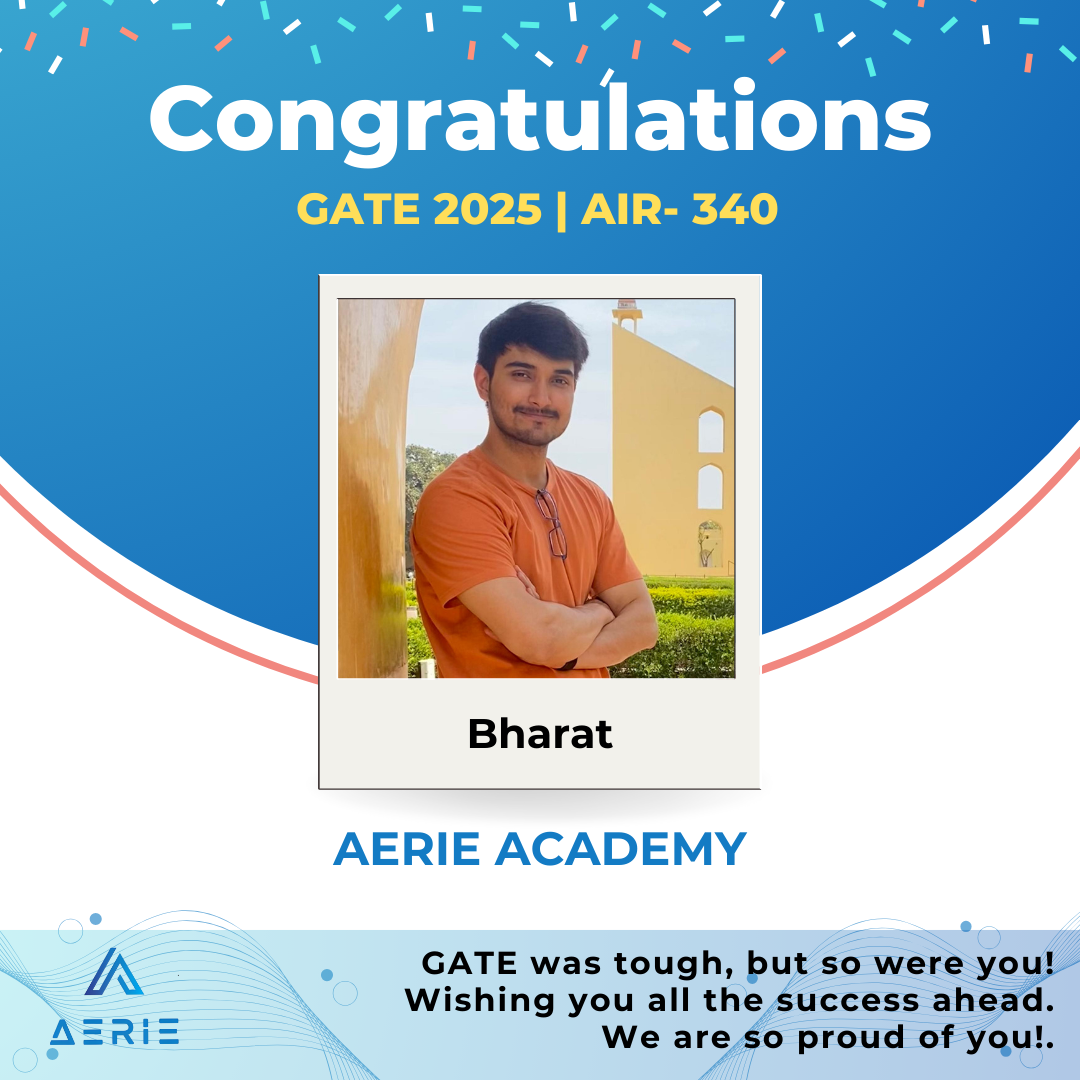 Congratulations
GATE 2025 | AIR- 340
Bharat
AERIE ACADEMY
GATE was tough, but so were you!
Wishing you all the success ahead.
We are so proud of you!.
AERiE